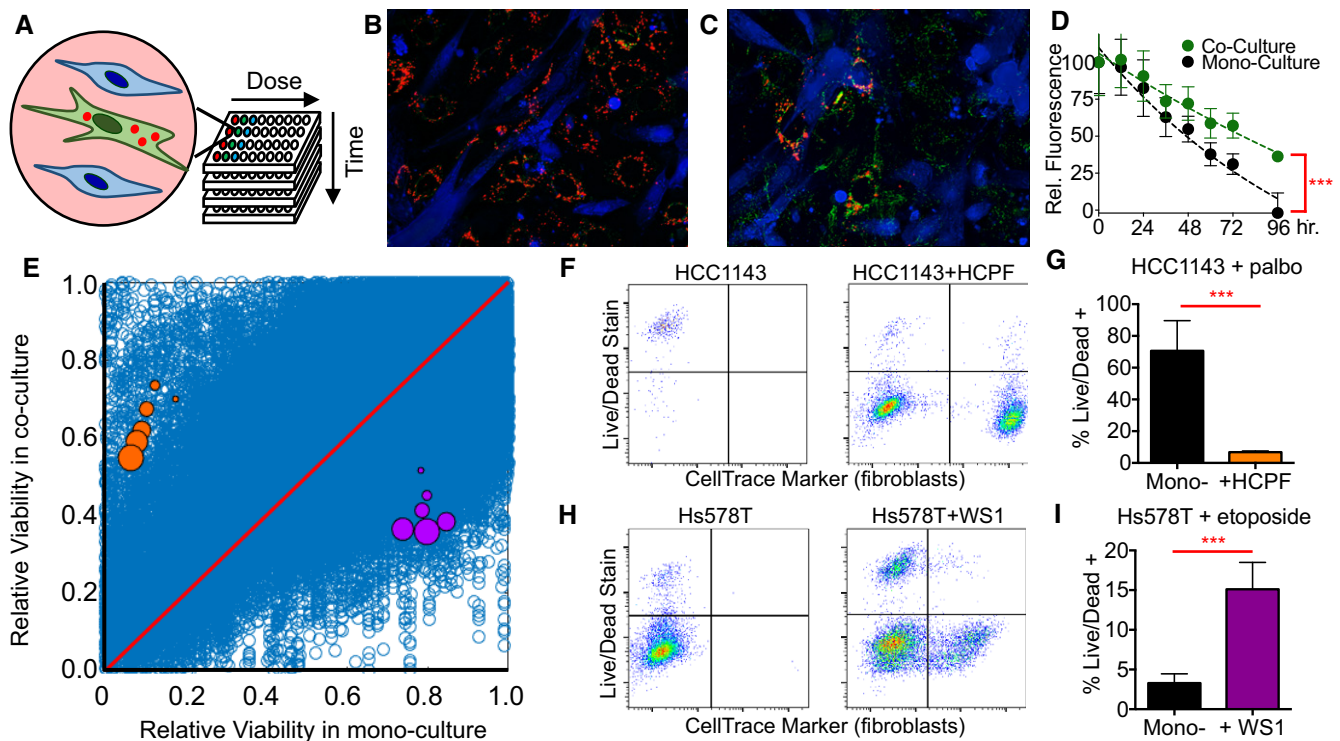 A
Dose
Time
B
C
D
Co-Culture
Mono-Culture
Rel. Fluorescence
100
75
50
25
0
0 24 48 72 96 hr.
***
E
Relative Viability in co-culture
1.0
0.8
0.6
0.4
0.2
0.0
0 0.2 0.4 0.6 0.8 1.0
Relative Viability in mono-culture
F
HCC1143
HCC1143+HCPF
Live/Dead Stain
CellTrace Marker (fibroblasts)
G
HCC1143 + palbo
***
% Live/Dead +
100
80
60
40
20
0
Mono- +HCPF
H
Hs578T
Hs578T+WS1
Live/Dead Stain
CellTrace Marker (fibroblasts)
I
Hs578T + etoposide
***
% Live/Dead +
20
15
10
5
0
Mono- + WS1